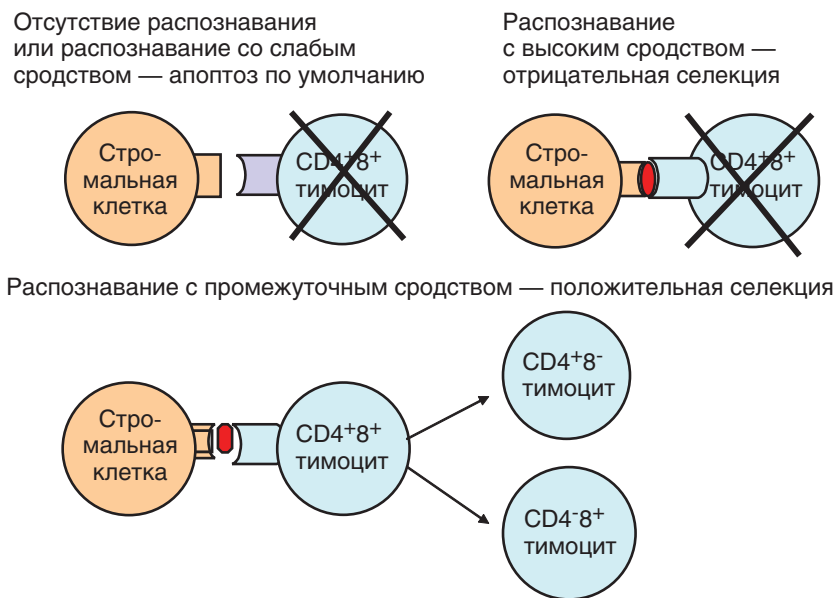 Отсутствие распознавания
или распознавание со слабым
сродством — апоптоз по умолчанию
Распознавание
с высоким сродством —
отрицательная селекция
Стро-
мальная
клетка
CD4+8+
тимоцит
Стро-
мальная
клетка
CD4+8+
тимоцит
Распознавание с промежуточным сродством — положительная селекция
Стро-
мальная
клетка
CD4+8+
тимоцит
CD4+8-
тимоцит
CD4-8+
тимоцит